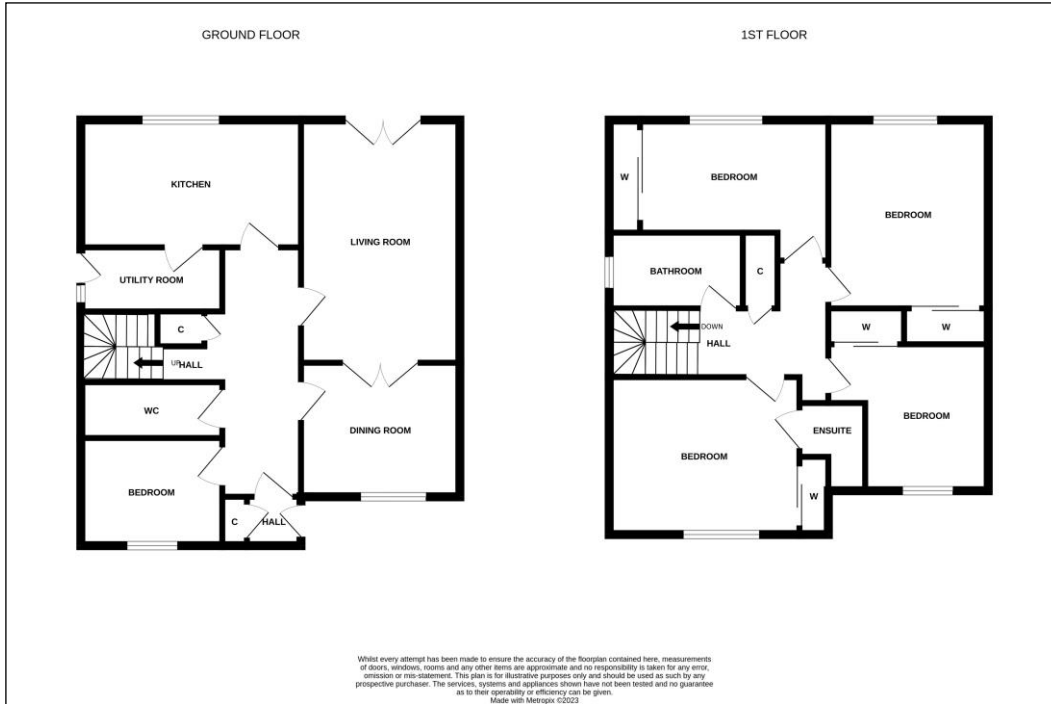 GROUND FLOOR
KITCHEN
LIVING ROOM
UTILITY ROOM
C
UP
HALL
WC
DINING ROOM
BEDROOM
C
HALL
1ST FLOOR
W
BEDROOM
BEDROOM
BATHROOM
C
DOWN
HALL
W
W
BEDROOM
ENSUITE
BEDROOM
W
Whilst every attempt has been made to ensure the accuracy of the floorplan contained here, measurements
of doors, windows, rooms and any other items are approximate and no responsibility is taken for any error,
omission or mis-statement. This plan is for illustrative purposes only and should be used as such by any
prospective purchaser. The services, systems and appliances shown have not been tested and no guarantee
as to their operability or efficiency can be given.
Made with Metropix ©2023